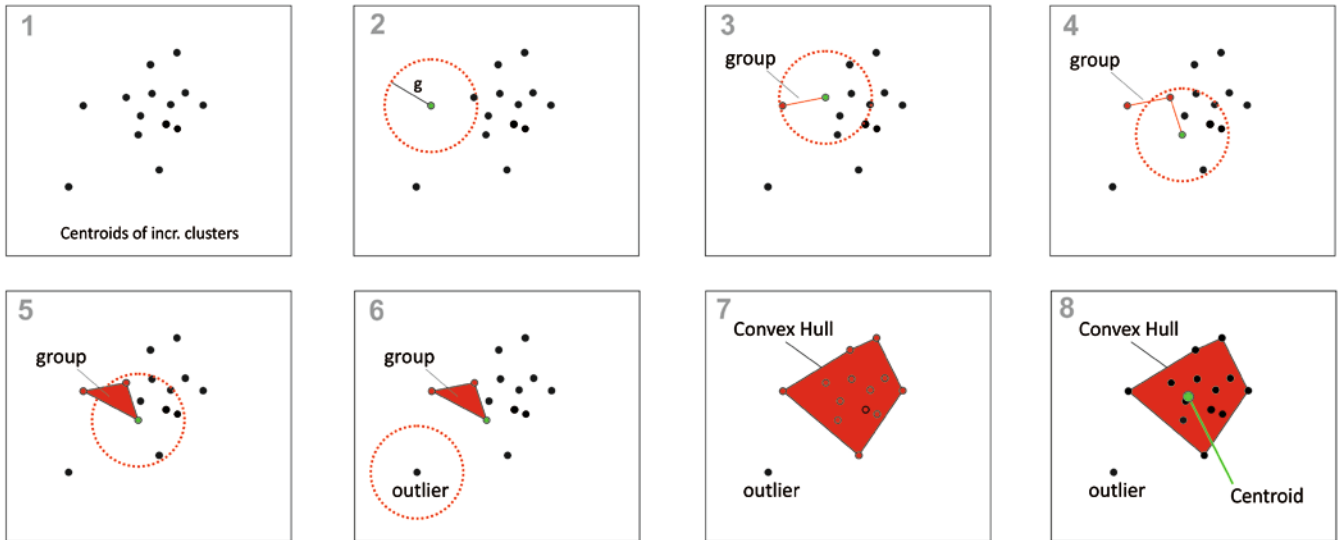 1
Centroids of incr. clusters
2
g
3
group
4
group
5
group
6
group
outlier
7
Convex Hull
outlier
8
Convex Hull
outlier
Centroid